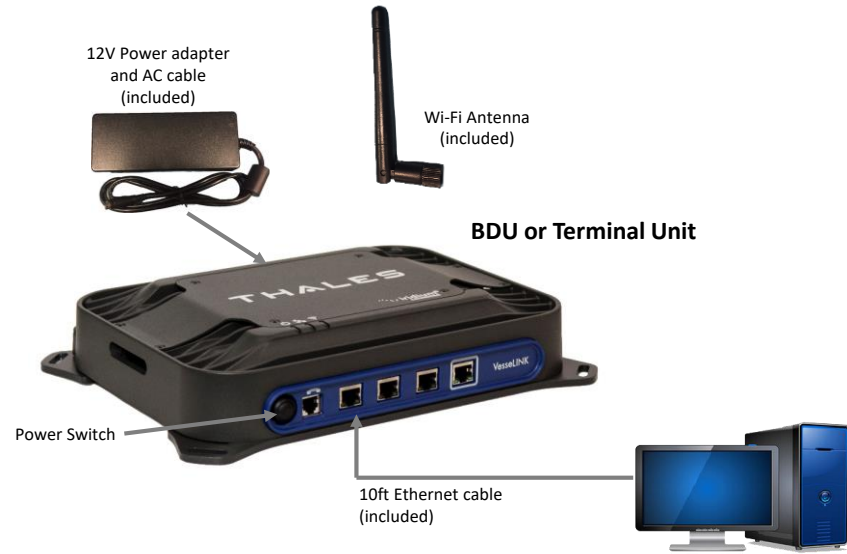 12V Power adapter
and AC cable
(included)
Wi-Fi Antenna
(included)
BDU or Terminal Unit
THALES
iridium
VesseLINK
Power Switch
10ft Ethernet cable
(included)